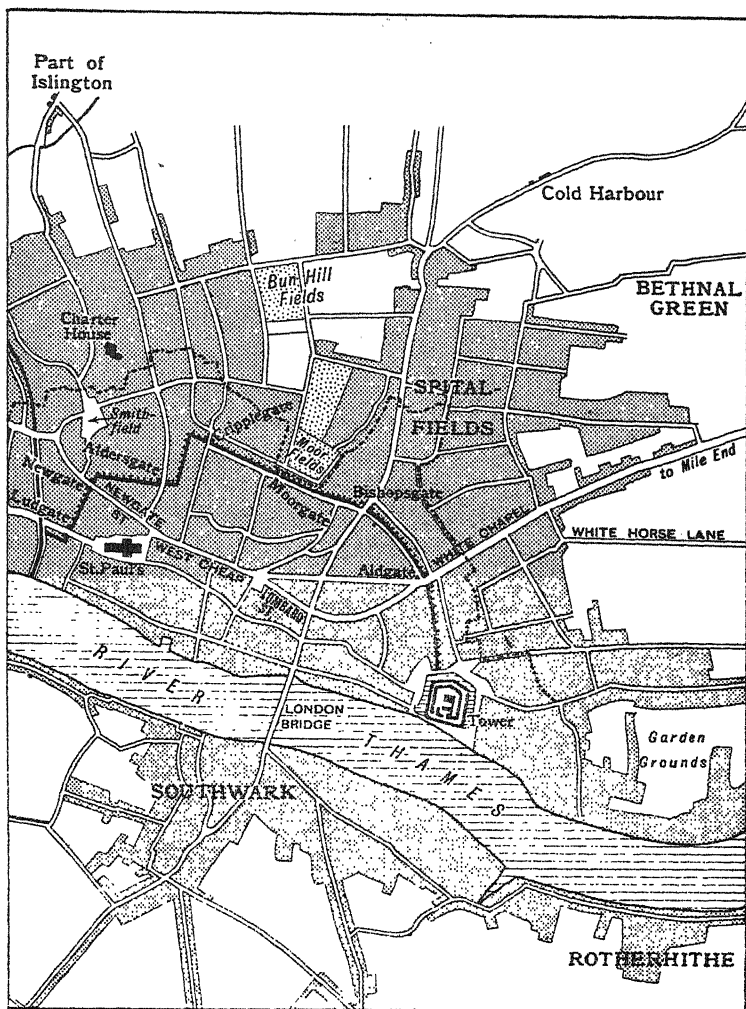 Part of
Islington
Cold Harbour
Bun Hill
Fields
BETHNAL
GREEN
Charter
House
SPITAL-
FIELDS
Smith-
field
Cripplegate
Aldersgate
Moor
Fields
to Mile End
Newgate
NEWGATE
ST
Moorgate
Bishopsgate
Ludgate
WHITE CHAPEL
WHITE HORSE LANE
WEST CHEAP
Aldgate
St. Paul's
LOMBARD
ST
RIVER
THAMES
LONDON
BRIDGE
Tower
Garden
Grounds
SOUTHWARK
ROTHERHITHE